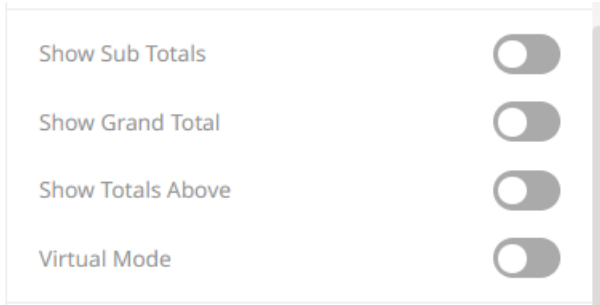 Show Sub Totals
Show Grand Total
Show Totals Above
Virtual Mode